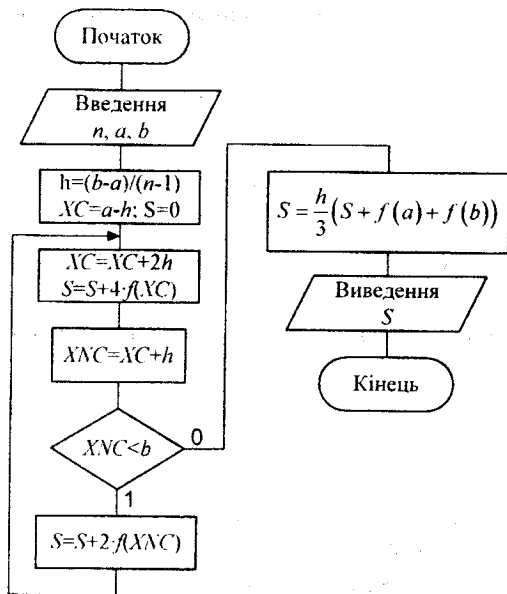 Початок
Введення
n, a, b
h=(b-a)/(n-1)
XC=a-h; S=0
XC=XC+2h
S=S+4·f(XC)
XNC=XC+h
XNC<b
0
1
S=S+2·f(XNC)
S = h/3 (S + f(a) + f(b))
Виведення
S
Кінець